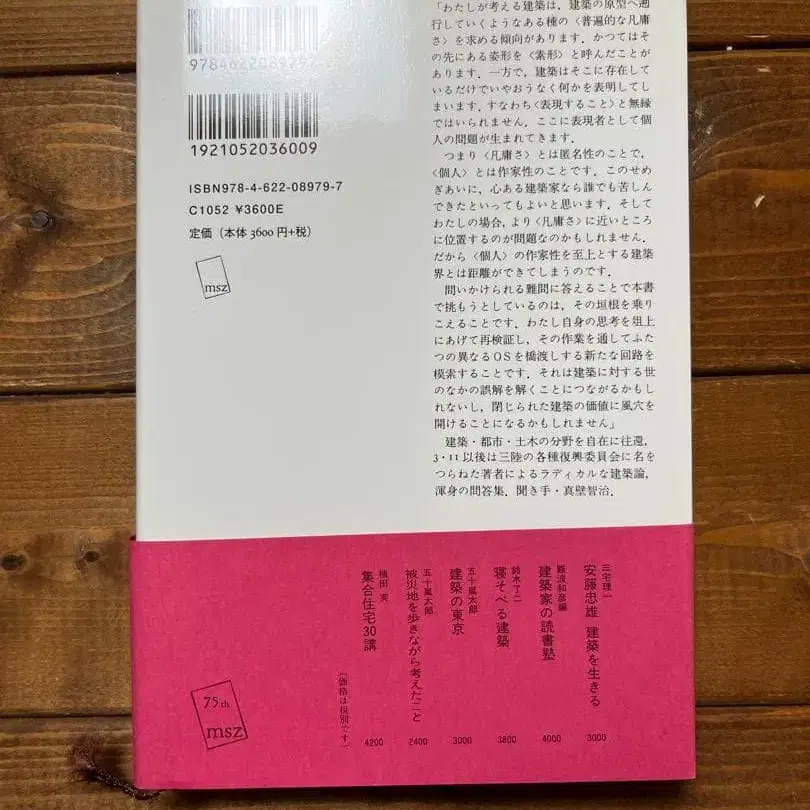 9784622089797
1921052036009
ISBN978-4-622-08979-7
C1052 ¥3600E
定価（本体3600円+税）
msz
「わたしが考える建築は，建築の原型へ遡
行していくようなある種の〈普遍的な凡庸
さ〉を求める傾向があります．かつてはそ
の先にある姿形を〈素形〉と呼んだことが
あります．一方で，建築はそこに存在して
いるだけでいやおうなく何かを表明してし
まいます．すなわち〈表現すること〉と無縁
ではいられません．ここに表現者として個
人の問題が生まれてきます．
つまり〈凡庸さ〉とは匿名性のことで，
〈個人〉とは作家性のことです．このせめ
ぎあいに，心ある建築家なら誰でも苦しん
できたといってもよいと思います．そして
わたしの場合，より〈凡庸さ〉に近いところ
に位置するのが問題なのかもしれません．
だから〈個人〉の作家性を至上とする建築
界とは距離ができてしまうのです．
問いかけられる難問に答えることで本書
で挑もうとしているのは，その垣根を乗り
こえることです．わたし自身の思考を俎上
にあげて再検証し，その作業を通してふた
つの異なるOSを橋渡しする新たな回路を
模索することです．それは建築に対する世
のなかの誤解を解くことにつながるかもし
れないし，閉じられた建築の価値に風穴を
開けることになるかもしれません」
建築・都市・土木の分野を自在に往還，
3・11以後は三陸の各種復興委員会に名を
つらねた著者によるラディカルな建築論，
渾身の問答集．聞き手・真壁智治．
三宅理一
安藤忠雄 建築を生きる 3000
難波和彦編
建築家の読書塾 4000
鈴木了二
寝そべる建築 3800
五十嵐太郎
建築の東京 3000
五十嵐太郎
被災地を歩きながら考えたこと 2400
植田 実
集合住宅30講 4200
（価格は税別です）
75th
msz